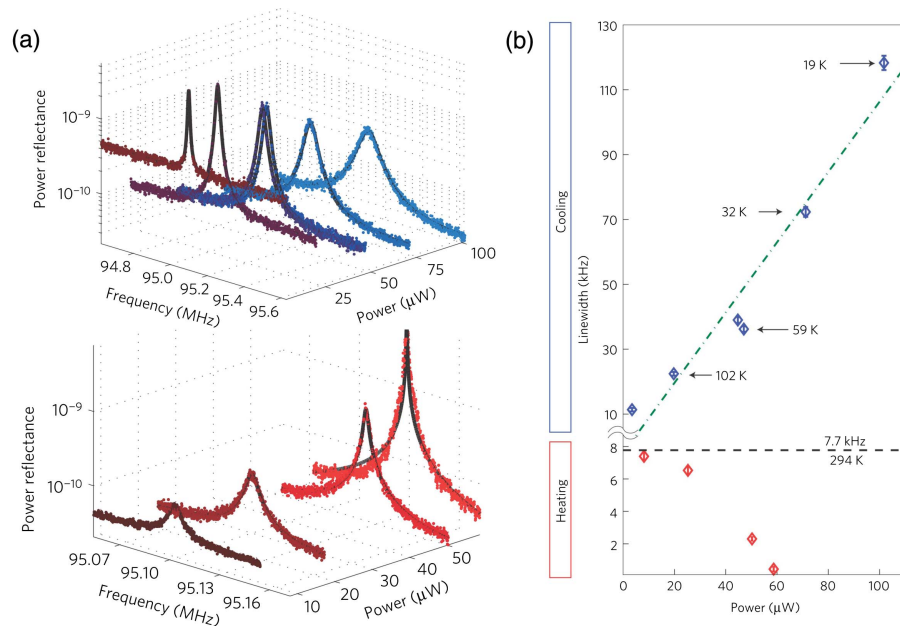 (a)
Power reflectance
10⁻⁹
10⁻¹⁰
94.8
95.0
95.2
95.4
95.6
Frequency (MHz)
25
50
75
100
Power (μW)
Power reflectance
10⁻⁹
10⁻¹⁰
95.07
95.10
95.13
95.16
Frequency (MHz)
10
20
30
40
50
Power (μW)
(b)
Cooling
Heating
Linewidth (kHz)
130
110
90
70
50
30
10
8
6
4
2
19 K
32 K
59 K
102 K
7.7 kHz
294 K
0
20
40
60
80
100
Power (μW)